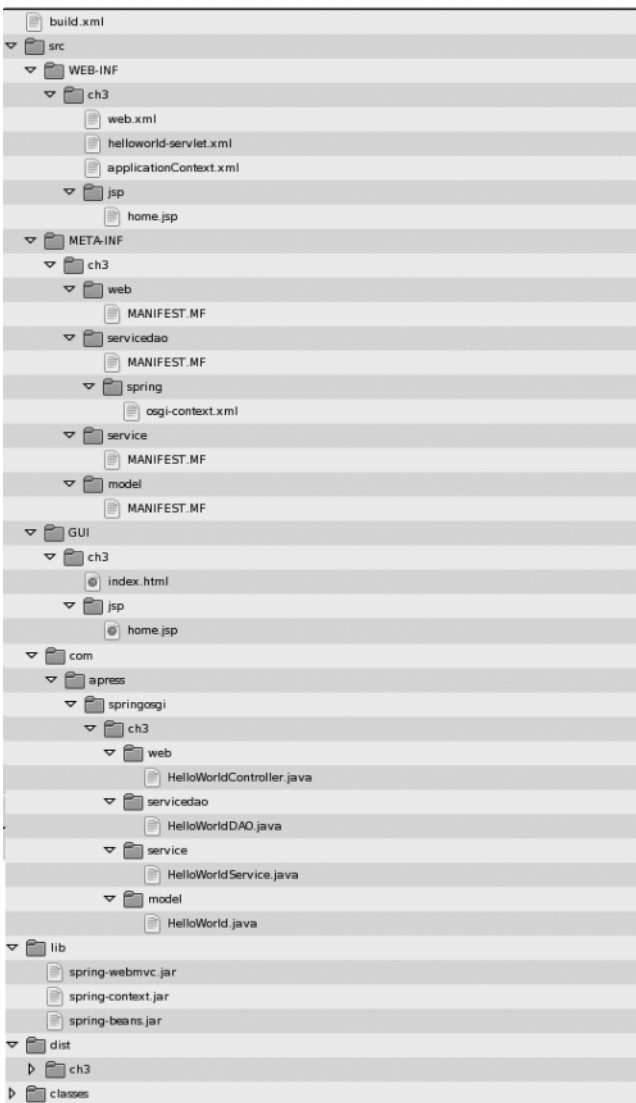 build.xml
src
WEB-INF
ch3
web.xml
helloworld-servlet.xml
applicationContext.xml
jsp
home.jsp
META-INF
ch3
web
MANIFEST.MF
servicedao
MANIFEST.MF
spring
osgi-context.xml
service
MANIFEST.MF
model
MANIFEST.MF
GUI
ch3
index.html
jsp
home.jsp
com
apress
springosgi
ch3
web
HelloWorldController.java
servicedao
HelloWorldDAO.java
service
HelloWorldService.java
model
HelloWorld.java
lib
spring-webmvc.jar
spring-context.jar
spring-beans.jar
dist
ch3
classes